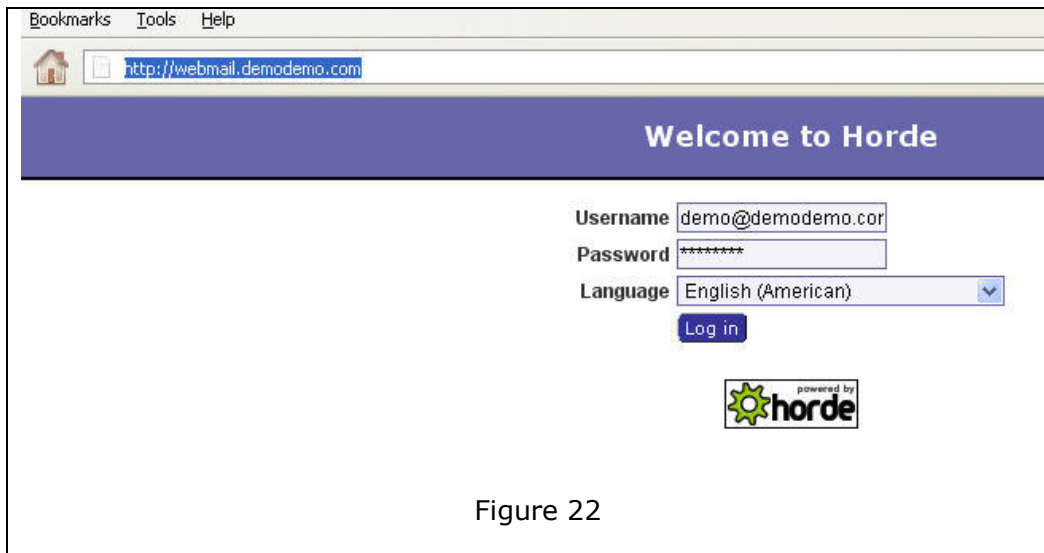 Bookmarks Tools Help
http://webmail.demodemo.com
Welcome to Horde
Username demo@demodemo.cor
Password ********
Language English (American)
Log in
powered by
horde
Figure 22